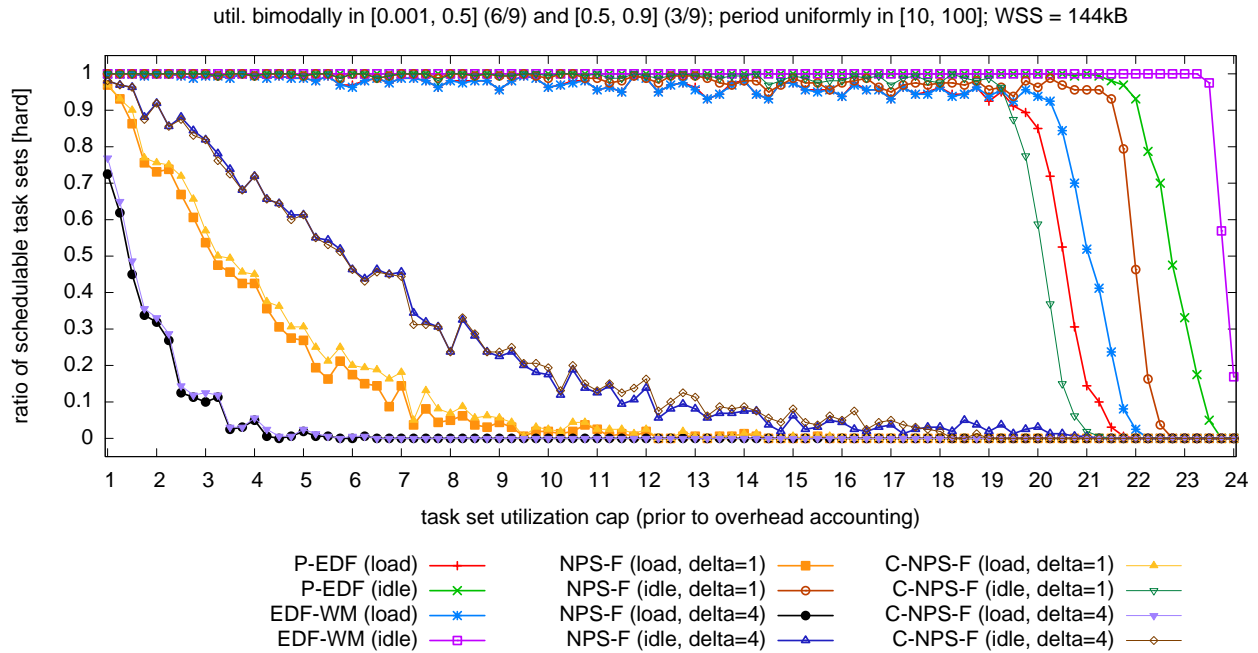 util. bimodally in [0.001, 0.5] (6/9) and [0.5, 0.9] (3/9); period uniformly in [10, 100]; WSS = 144kB
ratio of schedulable task sets [hard]
1
0.9
0.8
0.7
0.6
0.5
0.4
0.3
0.2
0.1
0
1 2 3 4 5 6 7 8 9 10 11 12 13 14 15 16 17 18 19 20 21 22 23 24
task set utilization cap (prior to overhead accounting)
P-EDF (load) NPS-F (load, delta=1) C-NPS-F (load, delta=1)
P-EDF (idle) NPS-F (idle, delta=1) C-NPS-F (idle, delta=1)
EDF-WM (load) NPS-F (load, delta=4) C-NPS-F (load, delta=4)
EDF-WM (idle) NPS-F (idle, delta=4) C-NPS-F (idle, delta=4)